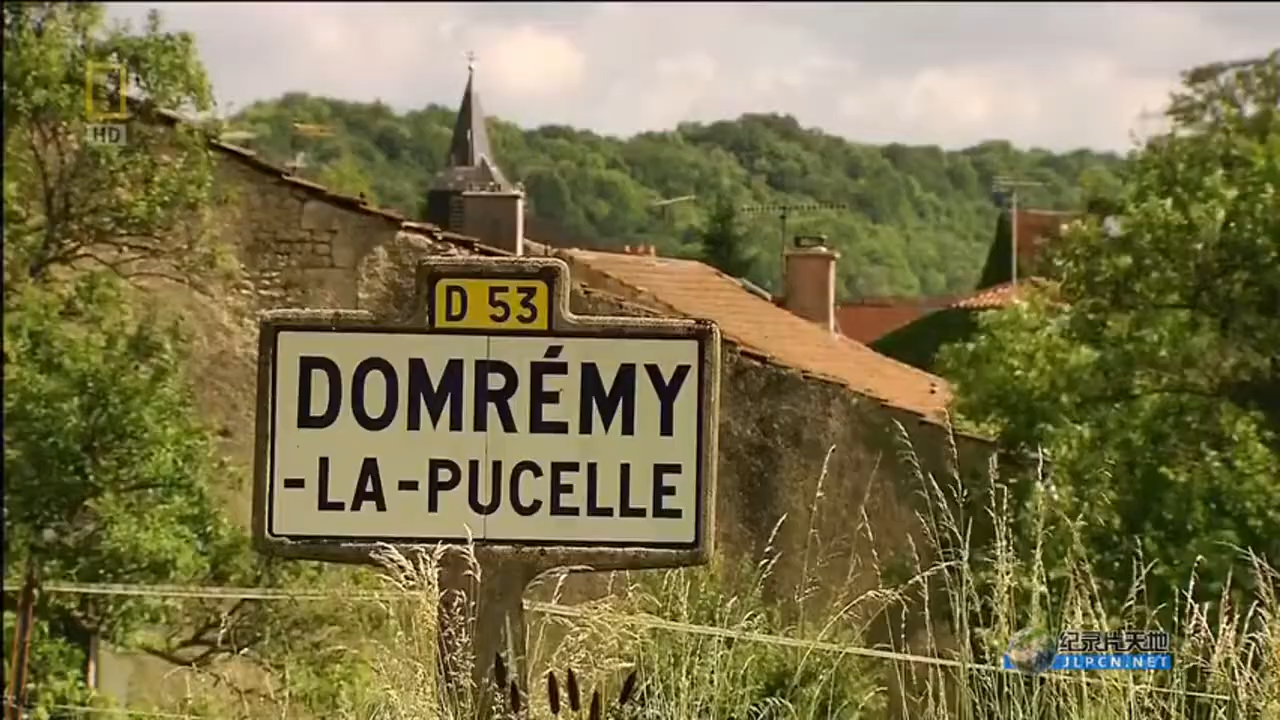 HD
D 53
DOMRÉMY
-LA-PUCELLE
纪录片天地
JLPCN.NET